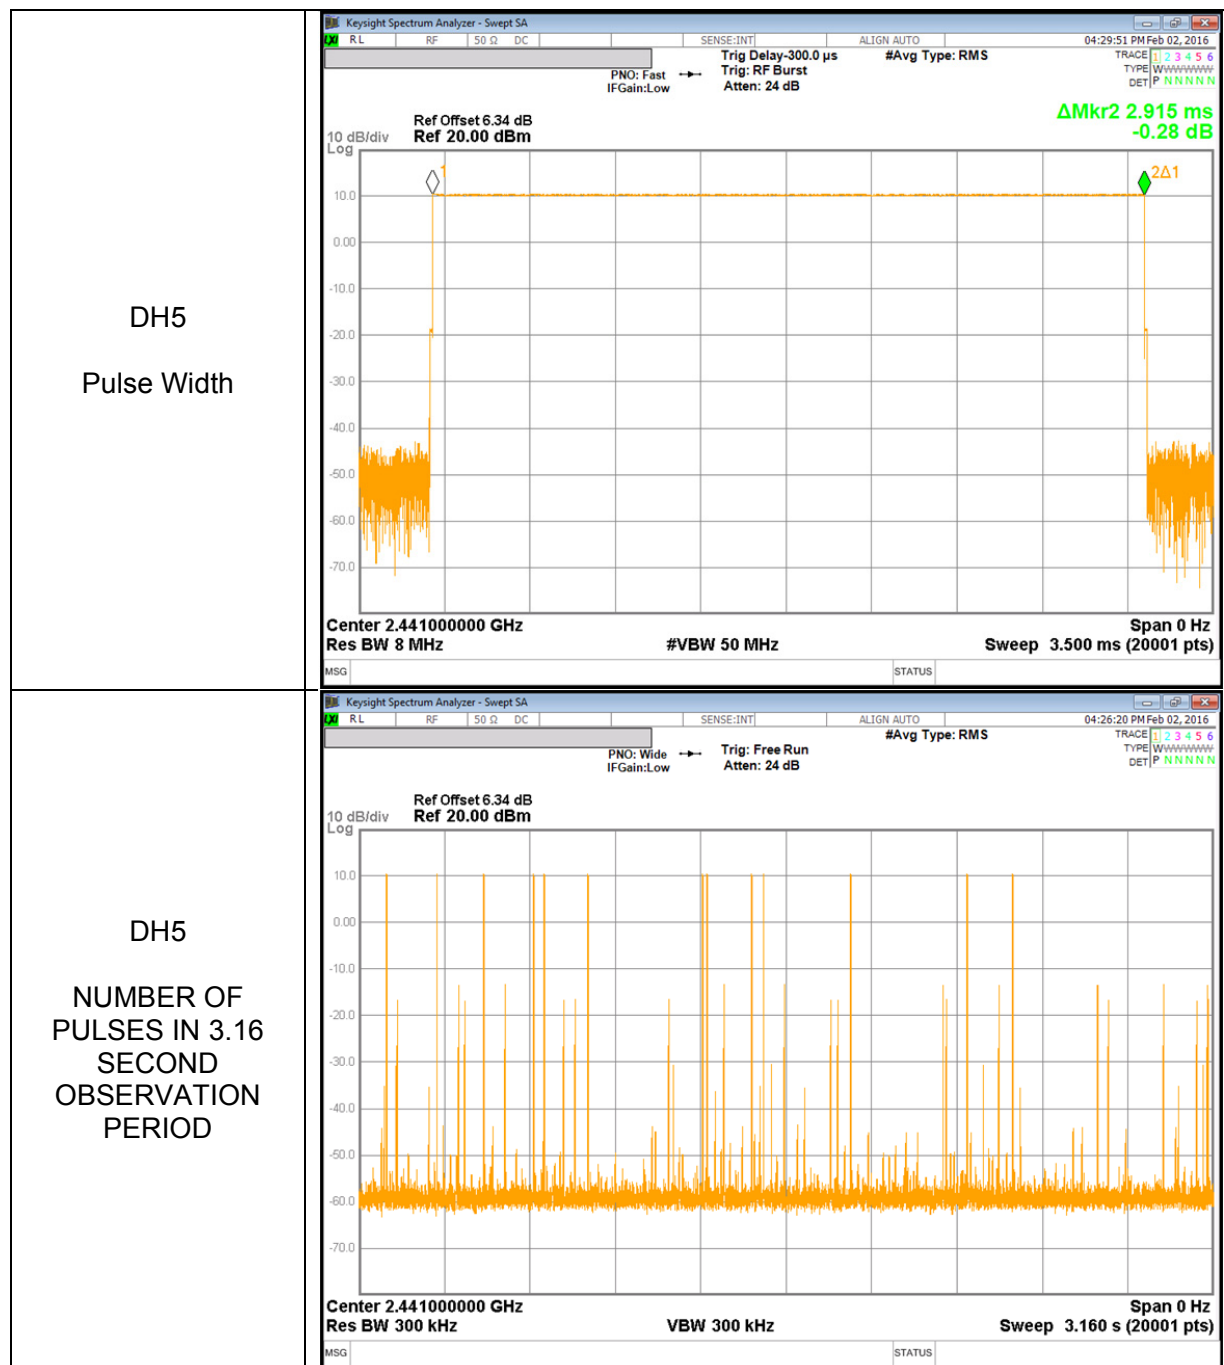 DH5
Pulse Width
Keysight Spectrum Analyzer - Swept SA
LXI RL RF 50 Ω DC SENSE:INT ALIGN AUTO 04:29:51 PM Feb 02, 2016
Trig Delay-300.0 µs #Avg Type: RMS TRACE 1 2 3 4 5 6
PNO: Fast Trig: RF Burst TYPE WWWWWW
IFGain:Low Atten: 24 dB DET P N N N N N
ΔMkr2 2.915 ms
-0.28 dB
Ref Offset 6.34 dB
10 dB/div Ref 20.00 dBm
Log
1
2Δ1
10.0
0.00
-10.0
-20.0
-30.0
-40.0
-50.0
-60.0
-70.0
Center 2.441000000 GHz Span 0 Hz
Res BW 8 MHz #VBW 50 MHz Sweep 3.500 ms (20001 pts)
MSG STATUS
DH5
NUMBER OF
PULSES IN 3.16
SECOND
OBSERVATION
PERIOD
Keysight Spectrum Analyzer - Swept SA
LXI RL RF 50 Ω DC SENSE:INT ALIGN AUTO 04:26:20 PM Feb 02, 2016
#Avg Type: RMS TRACE 1 2 3 4 5 6
PNO: Wide Trig: Free Run TYPE WWWWWW
IFGain:Low Atten: 24 dB DET P N N N N N
Ref Offset 6.34 dB
10 dB/div Ref 20.00 dBm
Log
10.0
0.00
-10.0
-20.0
-30.0
-40.0
-50.0
-60.0
-70.0
Center 2.441000000 GHz Span 0 Hz
Res BW 300 kHz VBW 300 kHz Sweep 3.160 s (20001 pts)
MSG STATUS